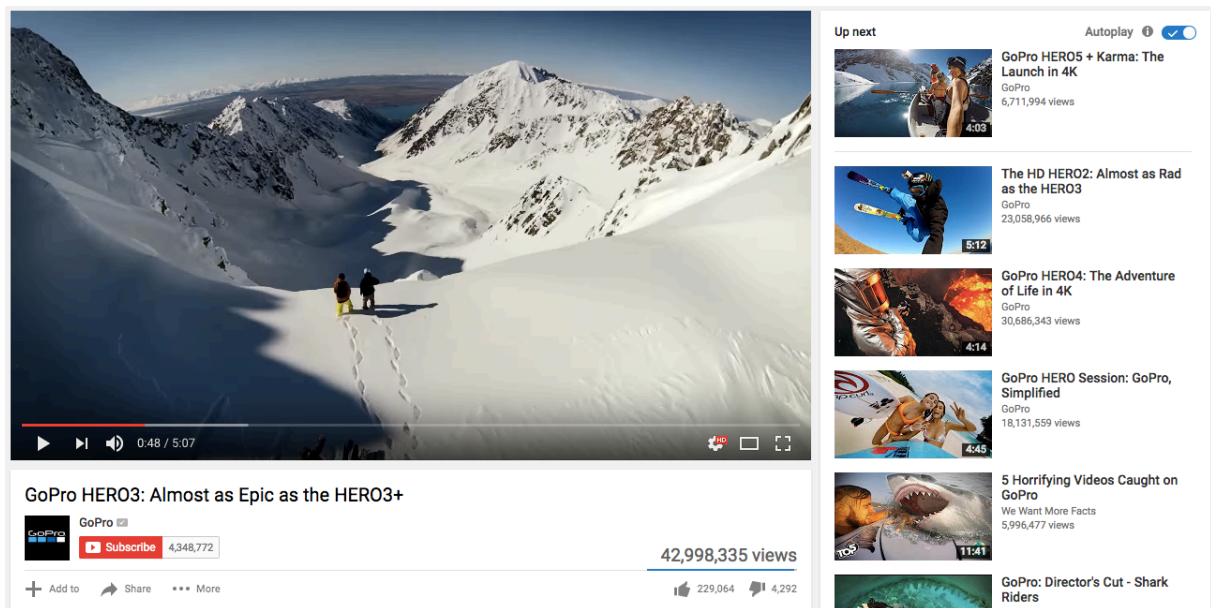 0:48 / 5:07
HD
GoPro HERO3: Almost as Epic as the HERO3+
GoPro
GoPro
Subscribe
4,348,772
42,998,335 views
Add to
Share
More
229,064
4,292
Up next
Autoplay
4:03
GoPro HERO5 + Karma: The
Launch in 4K
GoPro
6,711,994 views
5:12
The HD HERO2: Almost as Rad
as the HERO3
GoPro
23,058,966 views
4:14
GoPro HERO4: The Adventure
of Life in 4K
GoPro
30,686,343 views
4:45
GoPro HERO Session: GoPro,
Simplified
GoPro
18,131,559 views
TOP5
11:41
5 Horrifying Videos Caught on
GoPro
We Want More Facts
5,996,477 views
GoPro: Director's Cut - Shark
Riders